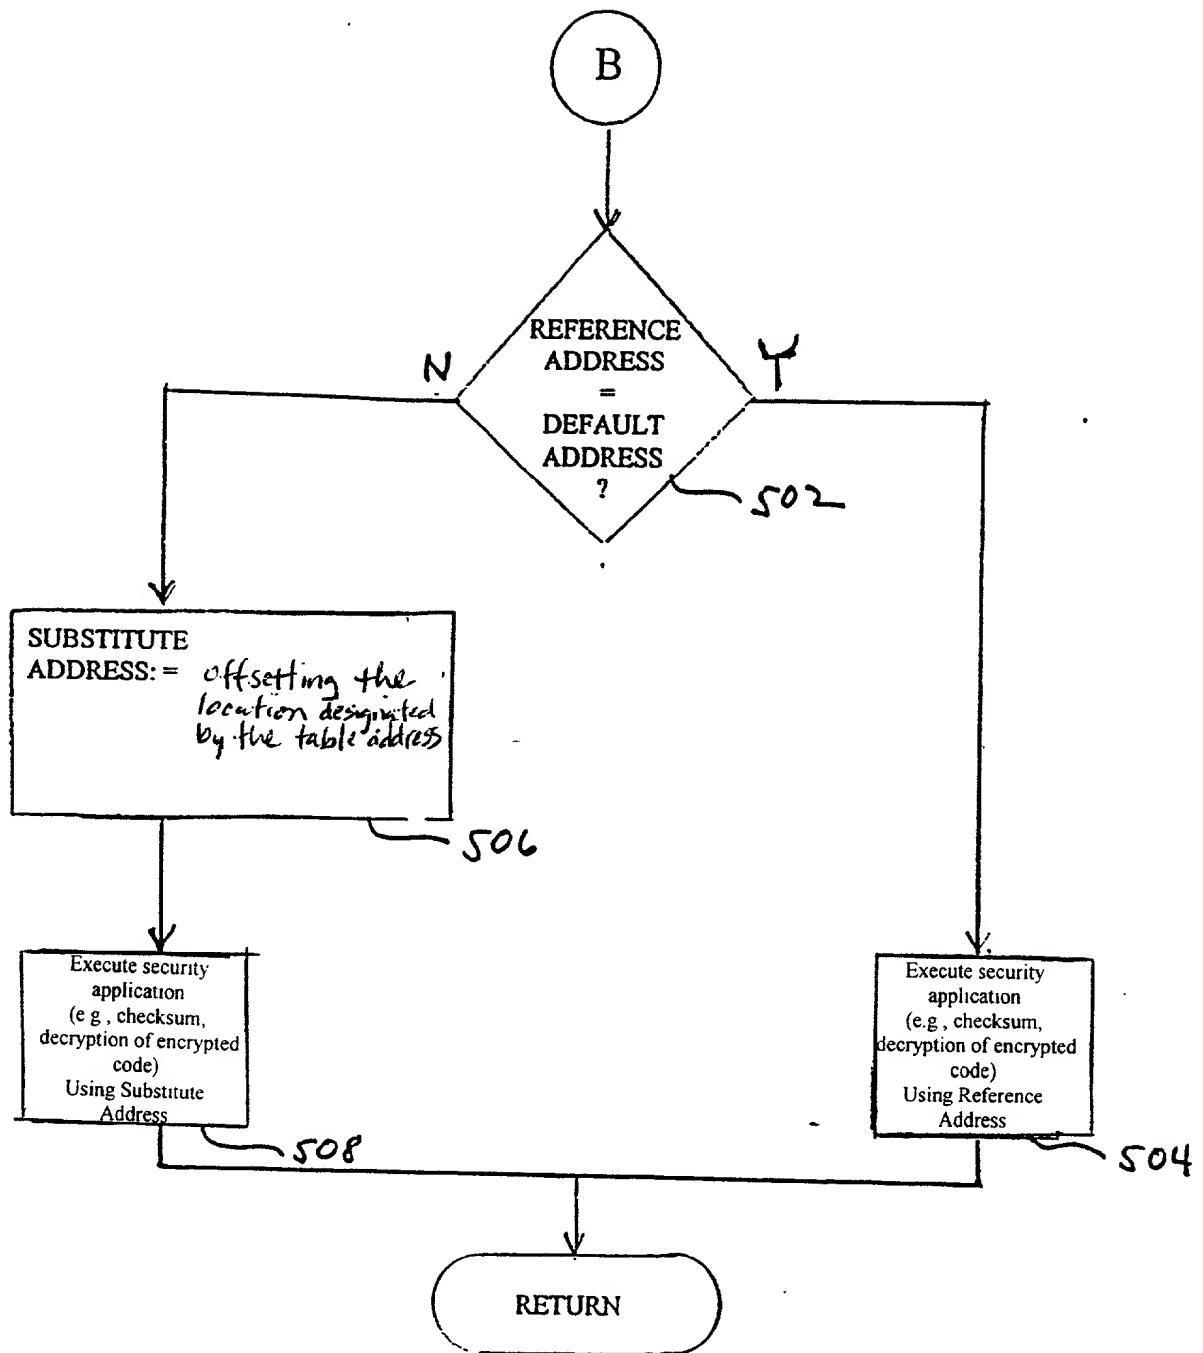 B
REFERENCE
ADDRESS
=
DEFAULT
ADDRESS
?
N
Y
502
SUBSTITUTE
ADDRESS: = offsetting the
location designated
by the table address
506
Execute security
application
(e g , checksum,
decryption of encrypted
code)
Using Substitute
Address
508
Execute security
application
(e.g , checksum,
decryption of encrypted
code)
Using Reference
Address
504
RETURN